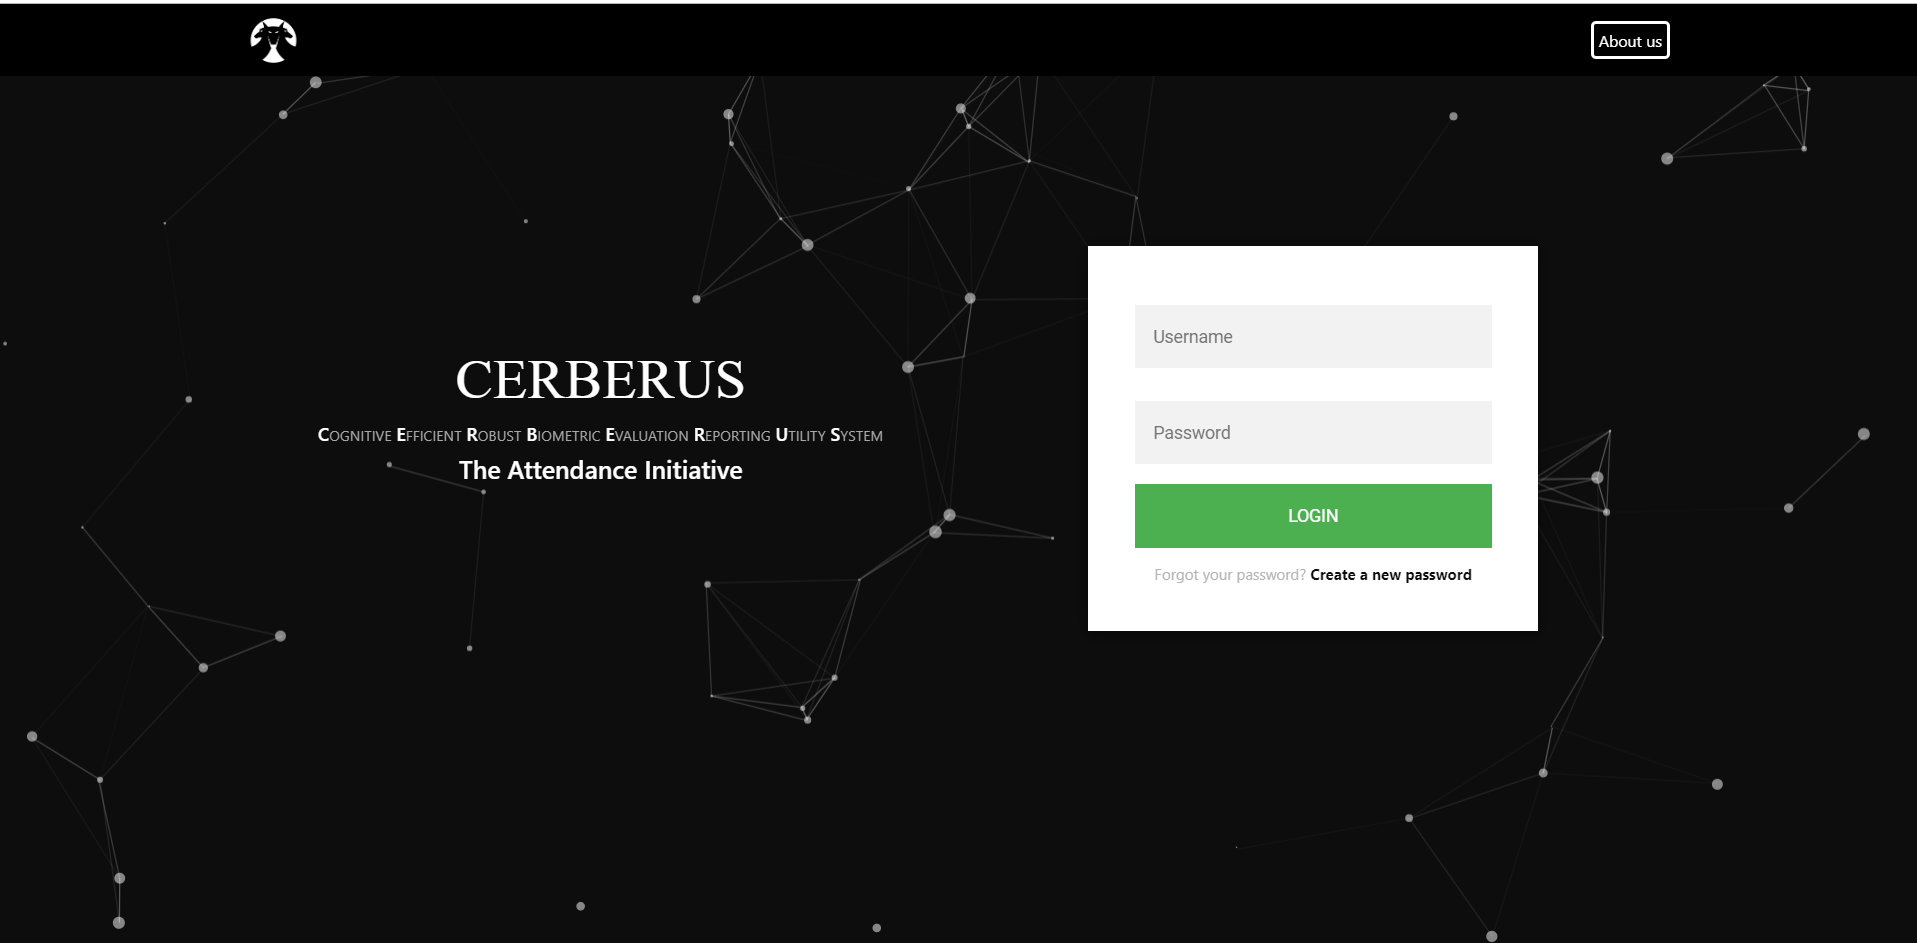 About us
CERBERUS
COGNITIVE EFFICIENT ROBUST BIOMETRIC EVALUATION REPORTING UTILITY SYSTEM
The Attendance Initiative
Username
Password
LOGIN
Forgot your password? Create a new password